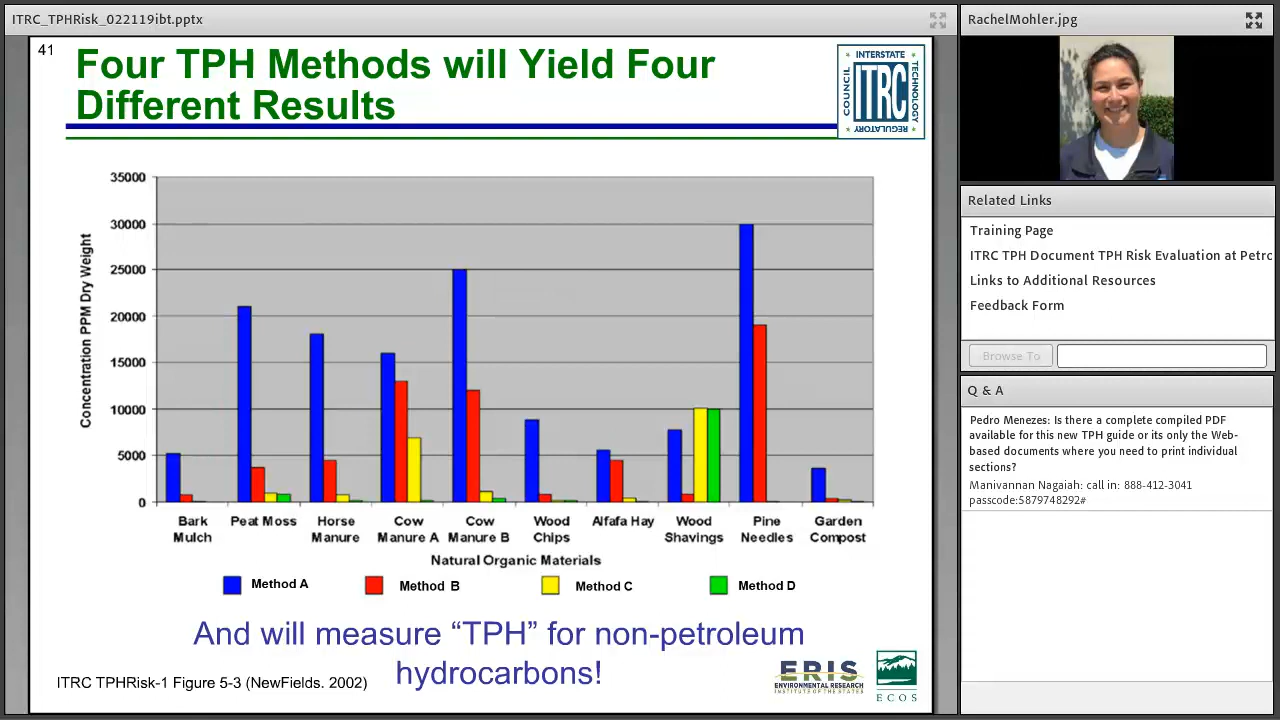 ITRC_TPHRisk_022119ibt.pptx
41
Four TPH Methods will Yield Four
Different Results
INTERSTATE
COUNCIL
ITRC
TECHNOLOGY
REGULATORY
35000
30000
25000
20000
15000
10000
5000
0
Concentration PPM Dry Weight
Bark
Mulch
Peat Moss
Horse
Manure
Cow
Manure A
Cow
Manure B
Wood
Chips
Alfafa Hay
Wood
Shavings
Pine
Needles
Garden
Compost
Natural Organic Materials
Method A
Method B
Method C
Method D
And will measure “TPH” for non-petroleum
hydrocarbons!
ITRC TPHRisk-1 Figure 5-3 (NewFields. 2002)
ERIS
ENVIRONMENTAL RESEARCH
INSTITUTE OF THE STATES
ECOS
RachelMohler.jpg
Related Links
Training Page
ITRC TPH Document TPH Risk Evaluation at Petrc
Links to Additional Resources
Feedback Form
Browse To
Q & A
Pedro Menezes: Is there a complete compiled PDF
available for this new TPH guide or its only the Web-
based documents where you need to print individual
sections?
Manivannan Nagaiah: call in: 888-412-3041
passcode:5879748292#